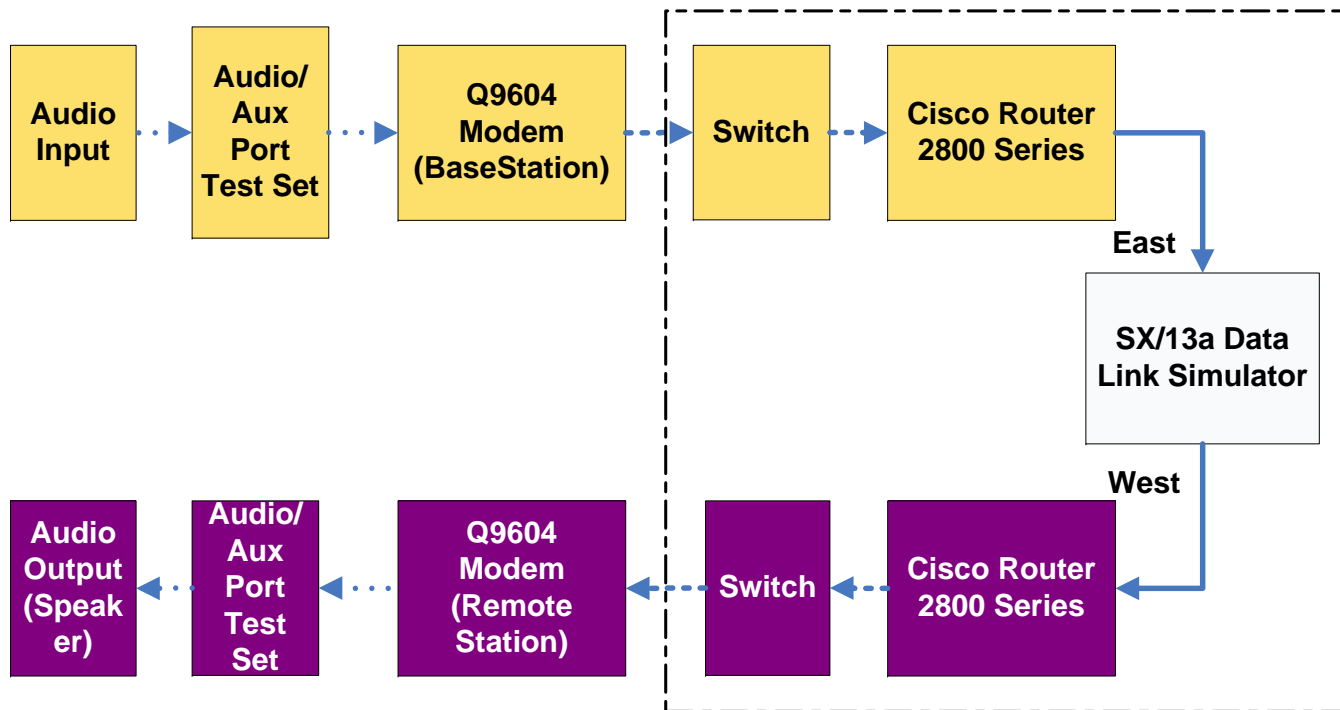 Audio
Input
Audio/
Aux
Port
Test Set
Q9604
Modem
(BaseStation)
Switch
Cisco Router
2800 Series
East
SX/13a Data
Link Simulator
West
Audio
Output
(Speak
er)
Audio/
Aux
Port
Test
Set
Q9604
Modem
(Remote
Station)
Switch
Cisco Router
2800 Series